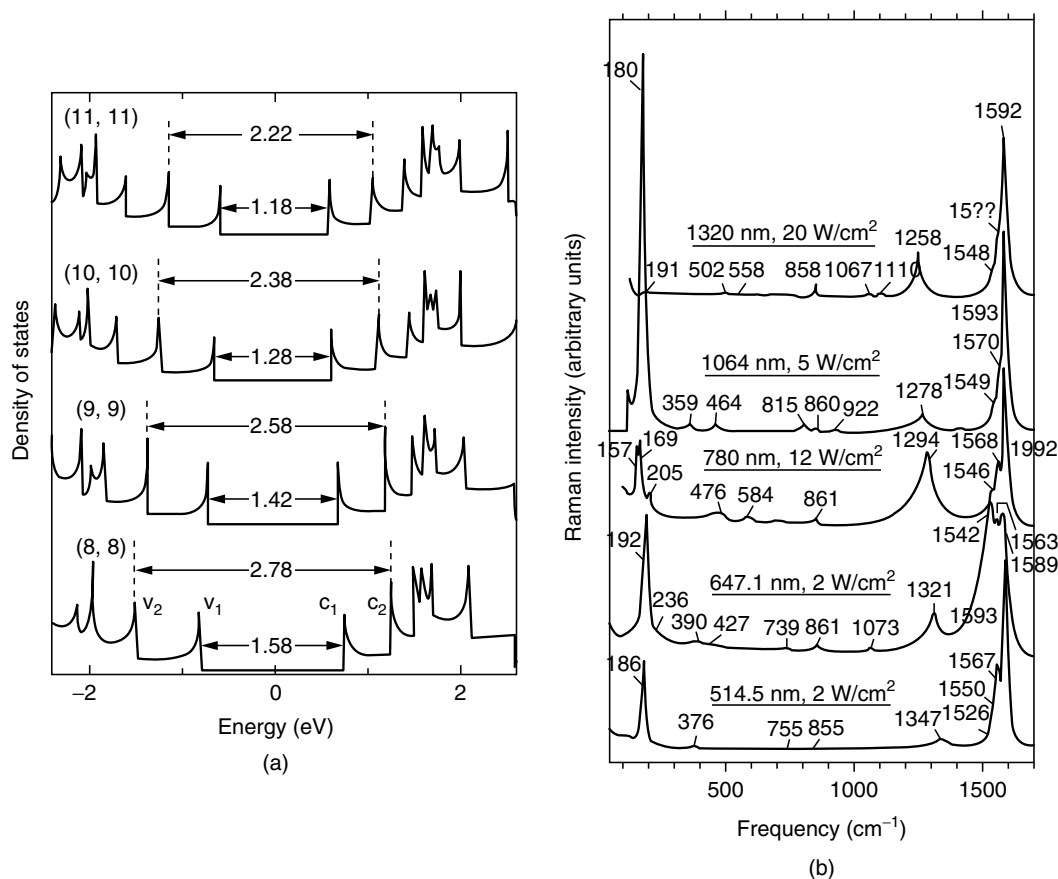 (11, 11)
2.22
1.18
(10, 10)
2.38
1.28
(9, 9)
2.58
1.42
(8, 8)
2.78
v2 v1 c1 c2
1.58
−2 0 2
Density of states
Energy (eV)
(a)
180
1592
15??
1320 nm, 20 W/cm²
1258
1548
191 502 558 858 1067 1110
1593
1570
1064 nm, 5 W/cm²
1278
1549
359 464 815 860 922
157 169
205
780 nm, 12 W/cm²
1294
1568
1992
1546
476 584 861
1542
1563
1589
192
647.1 nm, 2 W/cm²
1321
236
390 427 739 861 1073
1593
186
514.5 nm, 2 W/cm²
1567
1550
1526
376 755 855 1347
500 1000 1500
Raman intensity (arbitrary units)
Frequency (cm⁻¹)
(b)